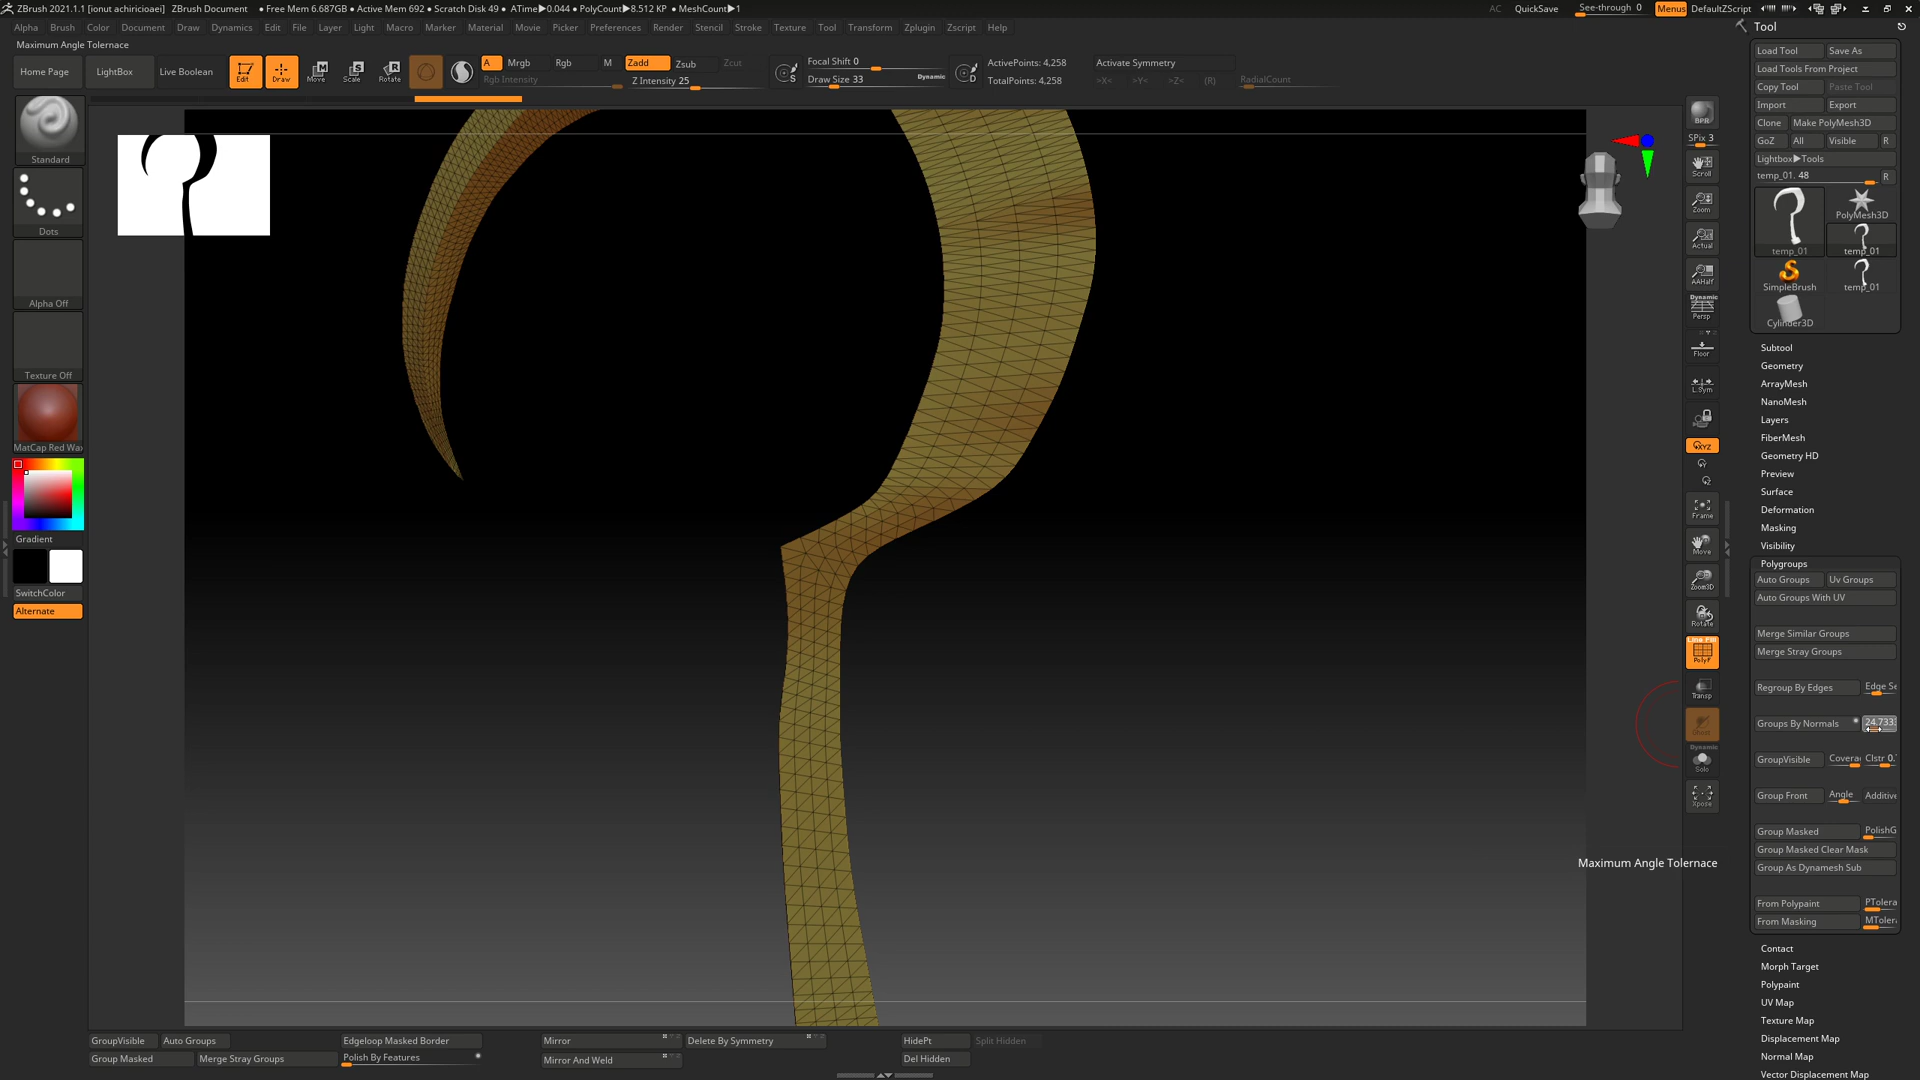 ZBrush 2021.1.1 [ionut achiricioaei] ZBrush Document • Free Mem 6.687GB • Active Mem 692 • Scratch Disk 49 • ATime▶0.044 • PolyCount▶8.512 KP • MeshCount▶1 AC QuickSave See-through 0 Menus DefaultZScript
Alpha Brush Color Document Draw Dynamics Edit File Layer Light Macro Marker Material Movie Picker Preferences Render Stencil Stroke Texture Tool Transform Zplugin Zscript Help
Maximum Angle Tolernace
Home Page LightBox Live Boolean Edit Draw Move Scale Rotate
A Mrgb Rgb M Zadd Zsub Zcut
Rgb Intensity Z Intensity 25
Focal Shift 0
Draw Size 33 Dynamic
S D
ActivePoints: 4,258
TotalPoints: 4,258
Activate Symmetry
>X< >Y< >Z< (R) RadialCount
Standard
Dots
Alpha Off
Texture Off
MatCap Red Wax
Gradient
SwitchColor
Alternate
BPR
SPix 3
Scroll
Zoom
Actual
AAHalf
Dynamic
Persp
Floor
L.Sym
XYZ
Frame
Move
Zoom3D
Rotate
Line Fill
PolyF
Transp
Ghost
Dynamic
Solo
Xpose
Maximum Angle Tolernace
Tool
Load Tool Save As
Load Tools From Project
Copy Tool Paste Tool
Import Export
Clone Make PolyMesh3D
GoZ All Visible R
Lightbox▶Tools
temp_01. 48 R
PolyMesh3D
temp_01 temp_01
SimpleBrush temp_01
Cylinder3D
Subtool
Geometry
ArrayMesh
NanoMesh
Layers
FiberMesh
Geometry HD
Preview
Surface
Deformation
Masking
Visibility
Polygroups
Auto Groups Uv Groups
Auto Groups With UV
Merge Similar Groups
Merge Stray Groups
Regroup By Edges Edge Se
Groups By Normals 24.733
GroupVisible Covera Clstr 0.
Group Front Angle Additive
Group Masked PolishG
Group Masked Clear Mask
Group As Dynamesh Sub
From Polypaint PTolera
From Masking MToler
Contact
Morph Target
Polypaint
UV Map
Texture Map
Displacement Map
Normal Map
Vector Displacement Map
GroupVisible Auto Groups Edgeloop Masked Border Mirror Delete By Symmetry HidePt Split Hidden
Group Masked Merge Stray Groups Polish By Features Mirror And Weld Del Hidden